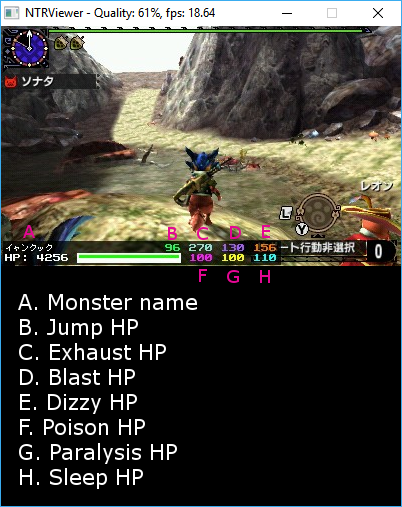 NTRViewer - Quality: 61%, fps: 18.64
ソナタ
レオン
L
Y
A B C D E
イャンクック 96 270 130 156 ート行動非選択 0
HP: 4256 100 100 110
F G H
A. Monster name
B. Jump HP
C. Exhaust HP
D. Blast HP
E. Dizzy HP
F. Poison HP
G. Paralysis HP
H. Sleep HP